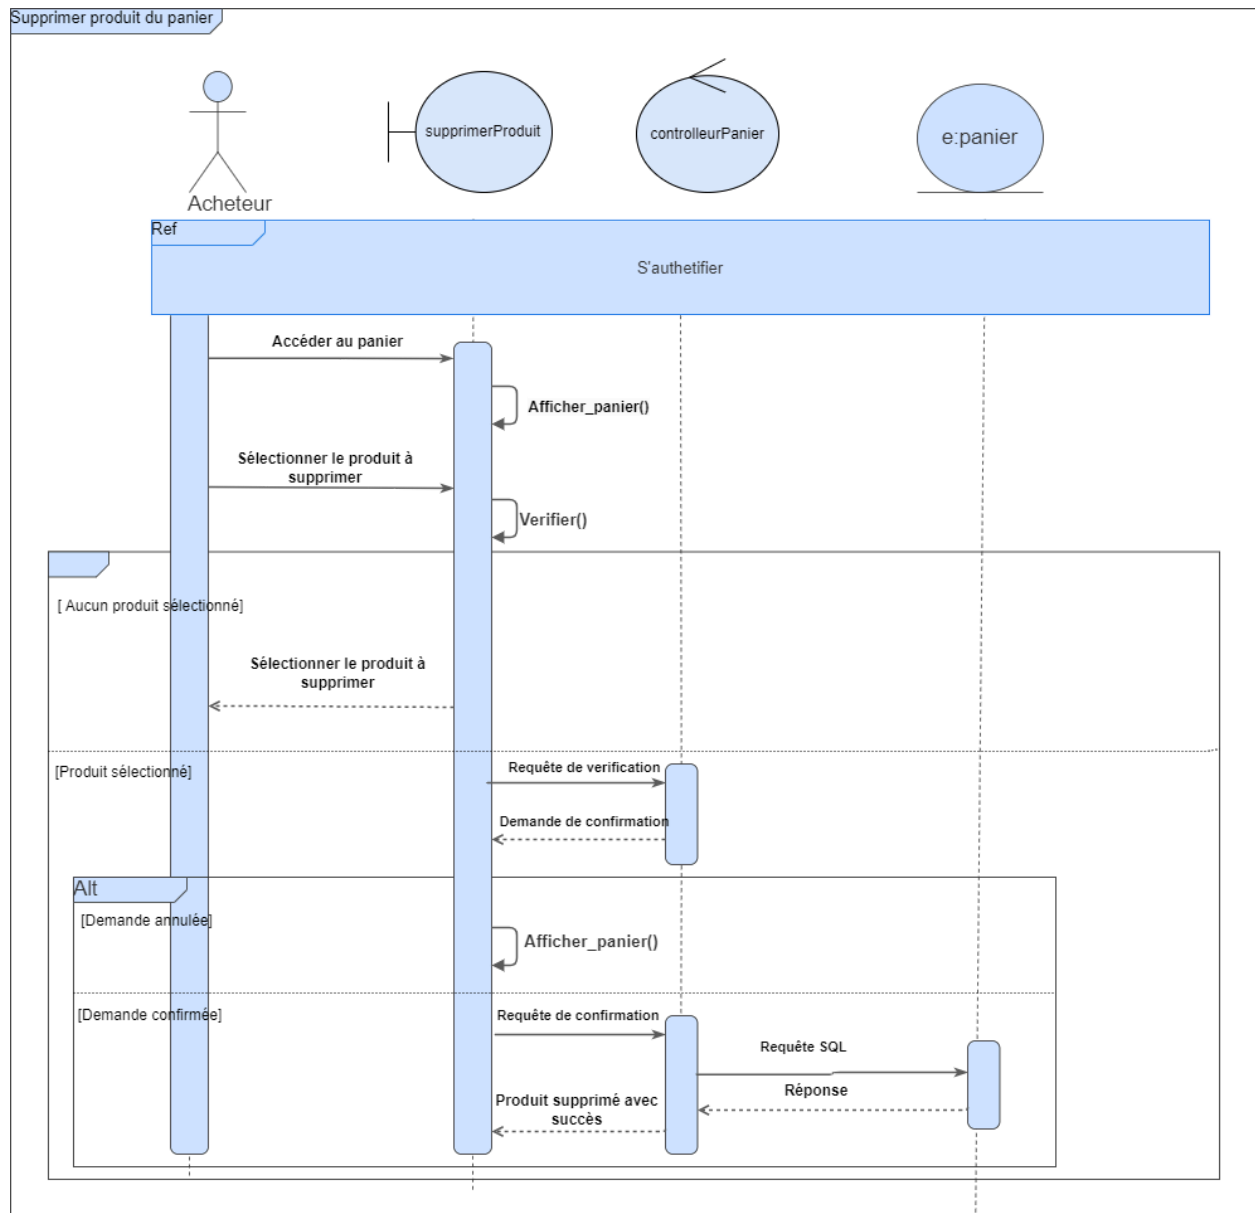 Supprimer produit du panier
supprimerProduit
controlleurPanier
e:panier
Acheteur
Ref
S'authetifier
Accéder au panier
Afficher_panier()
Sélectionner le produit à
supprimer
Verifier()
[ Aucun produit sélectionné]
Sélectionner le produit à
supprimer
[Produit sélectionné]
Requête de verification
Demande de confirmation
Alt
[Demande annulée]
Afficher_panier()
[Demande confirmée]
Requête de confirmation
Requête SQL
Réponse
Produit supprimé avec
succès